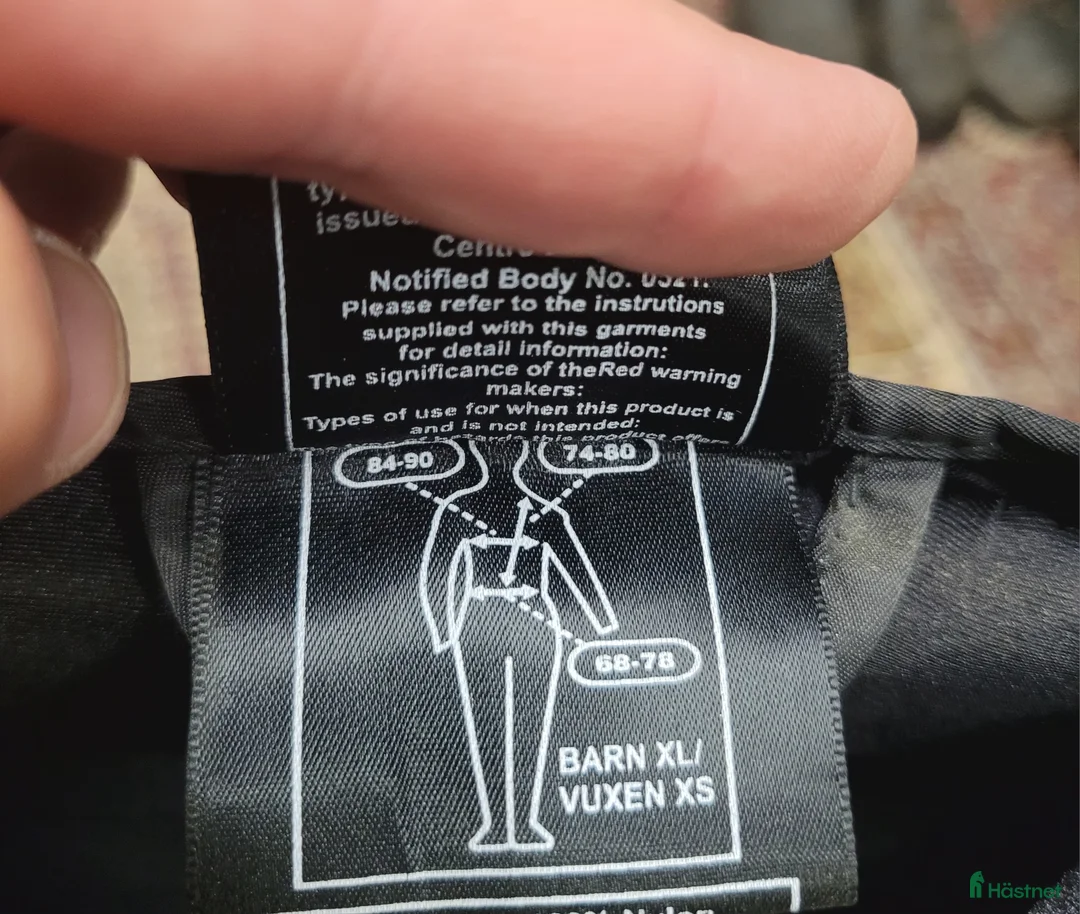 Notified Body No.
Please refer to the instrutions
supplied with this garments
for detail information:
The significance of theRed warning
makers:
Types of use for when this product is
and is not intended:
84-90
74-80
68-78
BARN XL/
VUXEN XS
Hästnet